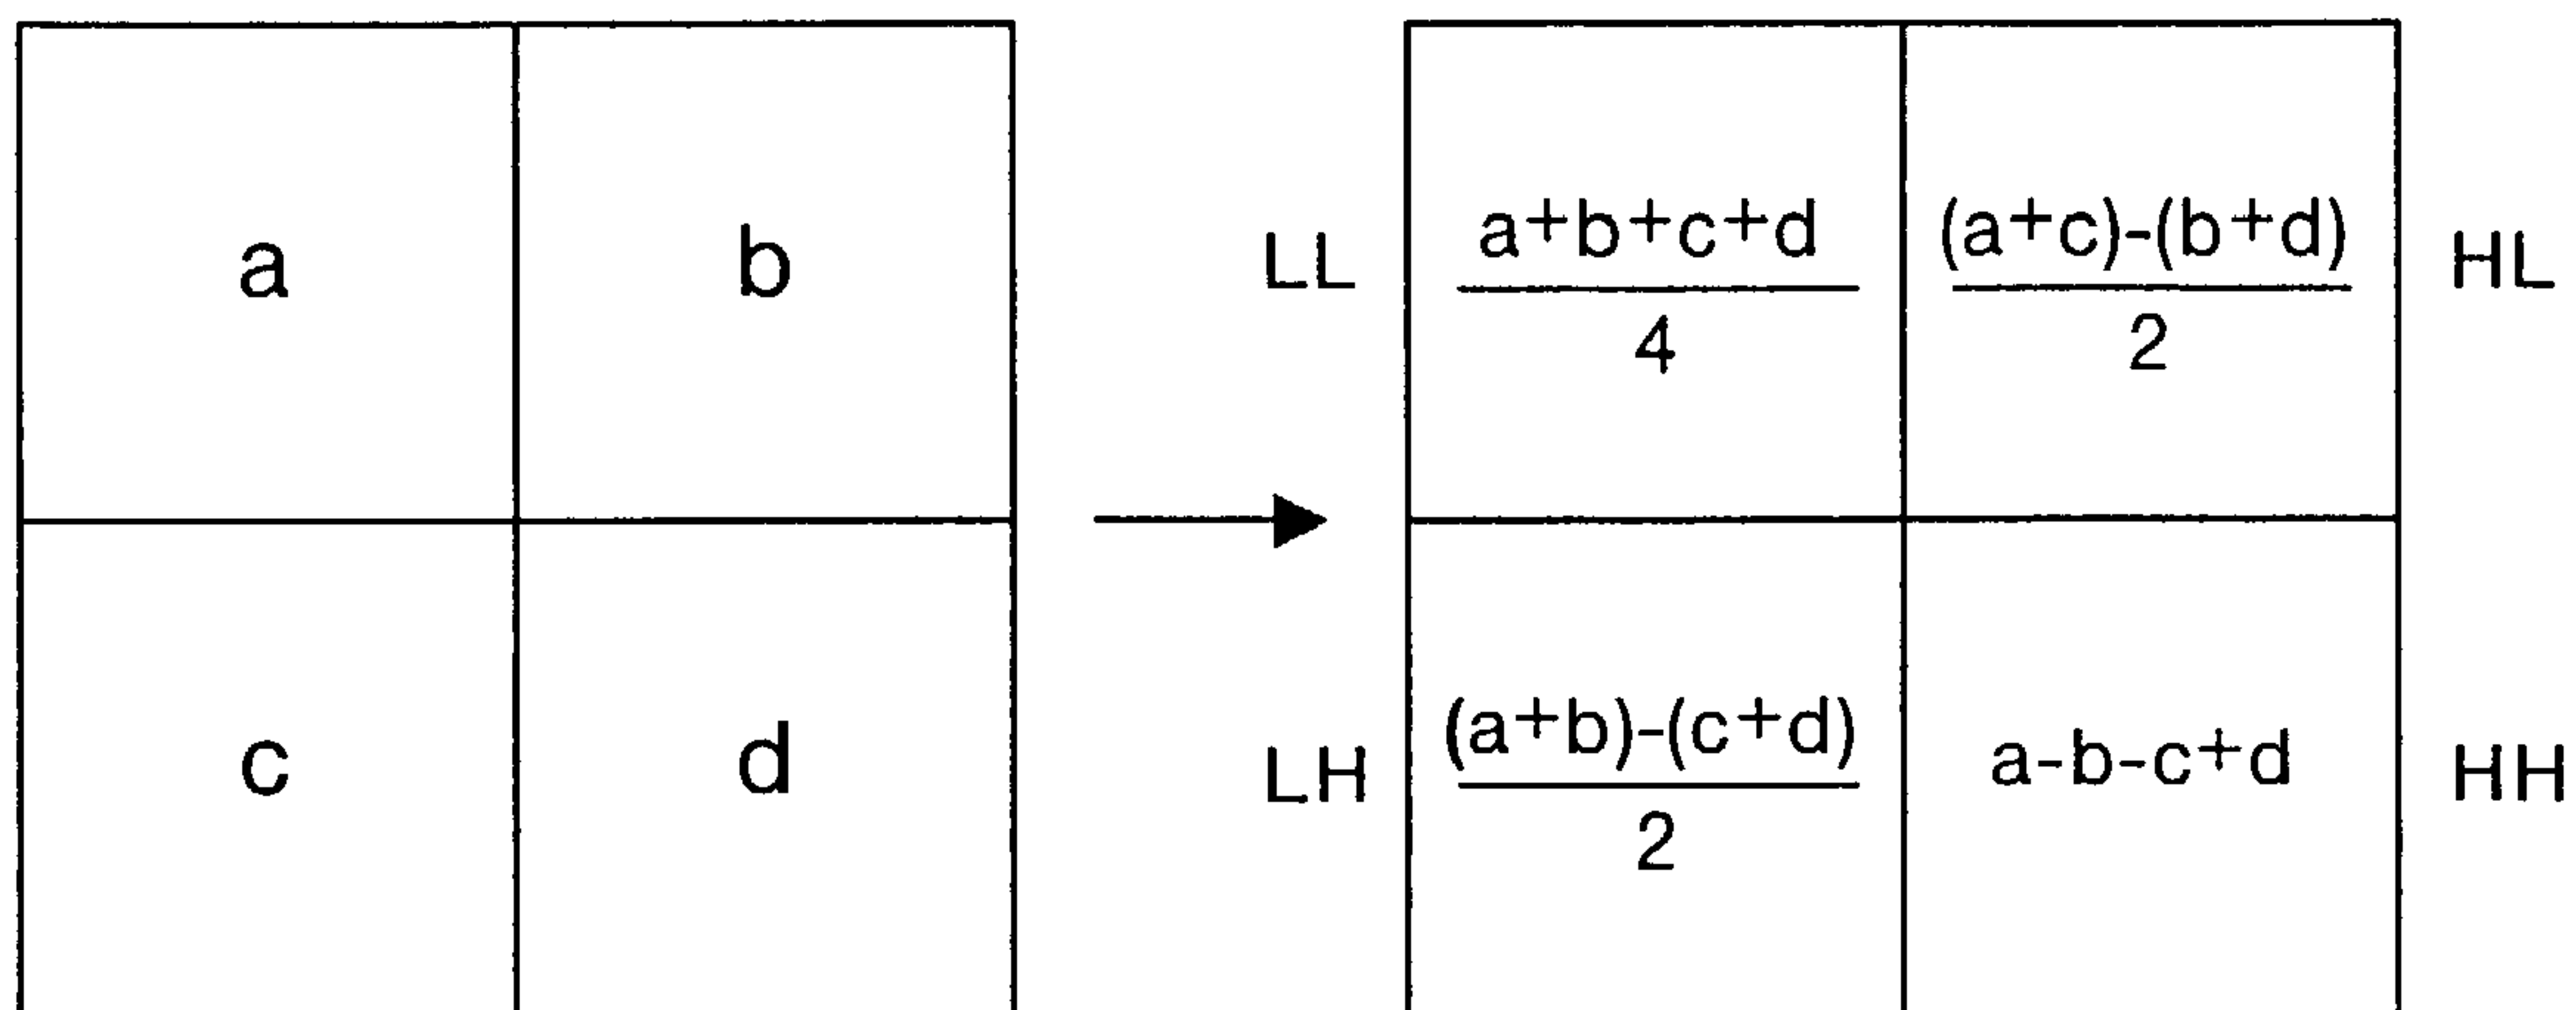 a b
c d
LL a+b+c+d (a+c)-(b+d) HL
4 2
LH (a+b)-(c+d) a-b-c+d HH
2